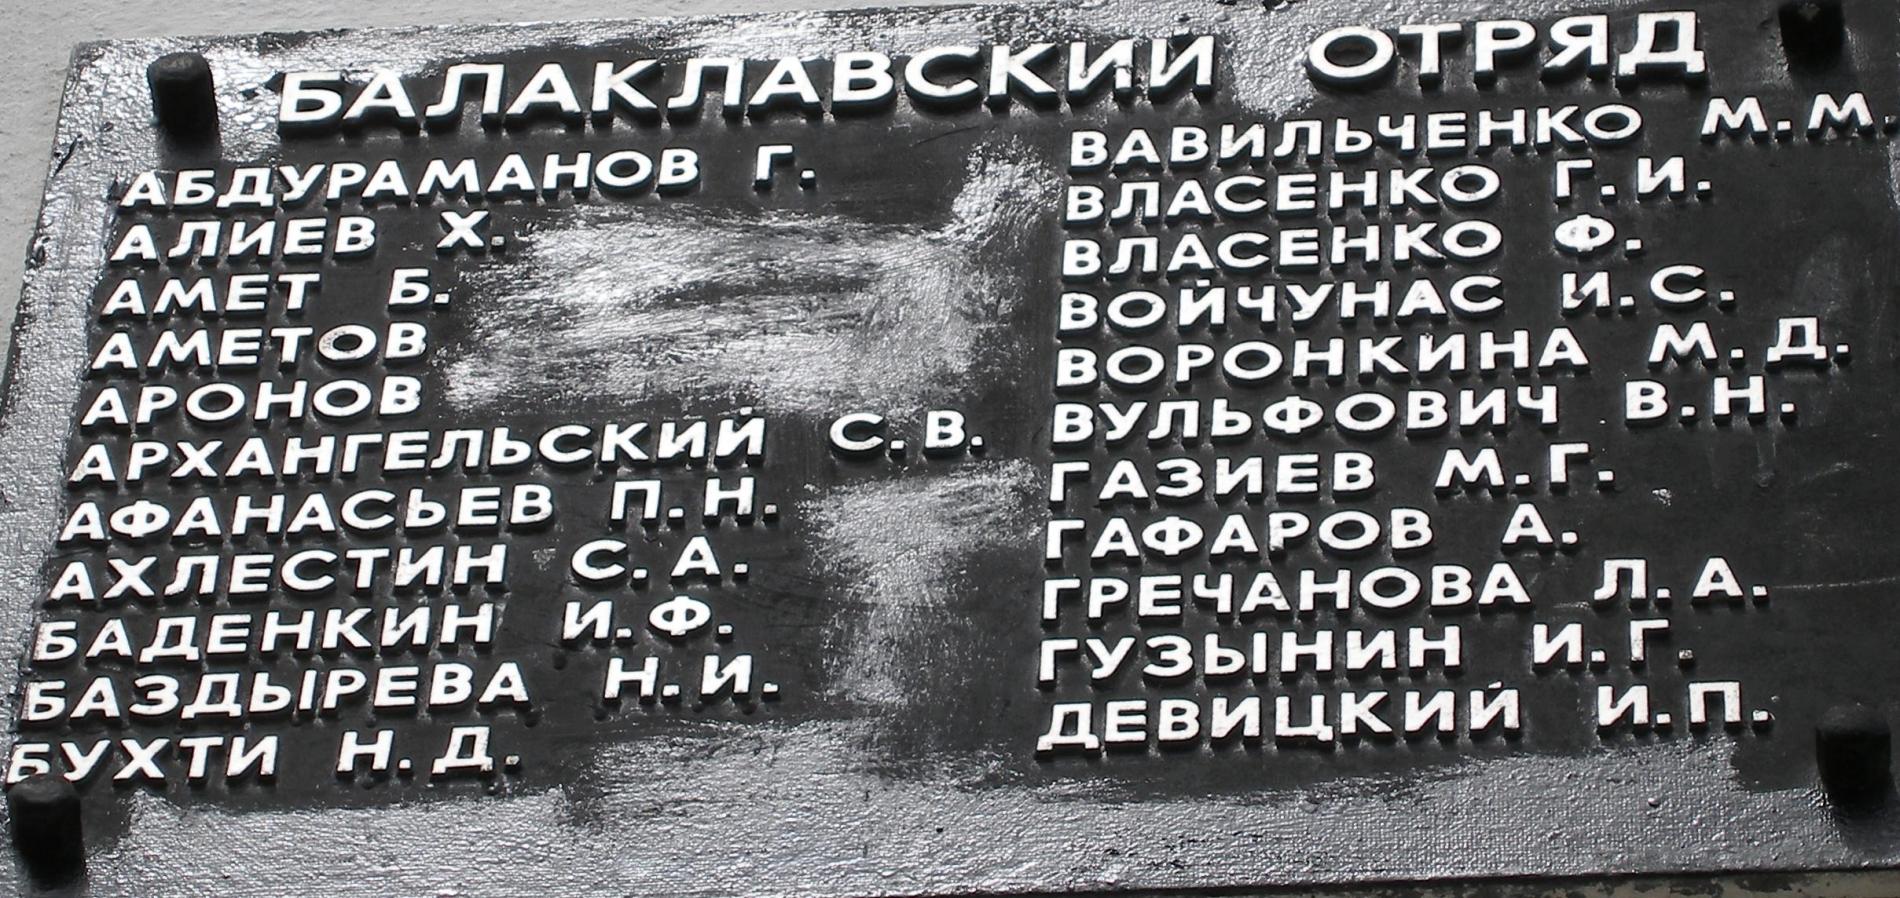 БАЛАКЛАВСКИЙ ОТРЯД
АБДУРАМАНОВ Г.
АЛИЕВ Х.
АМЕТ Б.
АМЕТОВ
АРОНОВ
АРХАНГЕЛЬСКИЙ С.В.
АФАНАСЬЕВ П.Н.
АХЛЕСТИН С.А.
БАДЕНКИН И.Ф.
БАЗДЫРЕВА Н.И.
БУХТИ Н.Д.
ВАВИЛЬЧЕНКО М.М.
ВЛАСЕНКО Г.И.
ВЛАСЕНКО Ф.
ВОЙЧУНАС И.С.
ВОРОНКИНА М.Д.
ВУЛЬФОВИЧ В.Н.
ГАЗИЕВ М.Г.
ГАФАРОВ А.
ГРЕЧАНОВА Л.А.
ГУЗЫНИН И.Г.
ДЕВИЦКИЙ И.П.